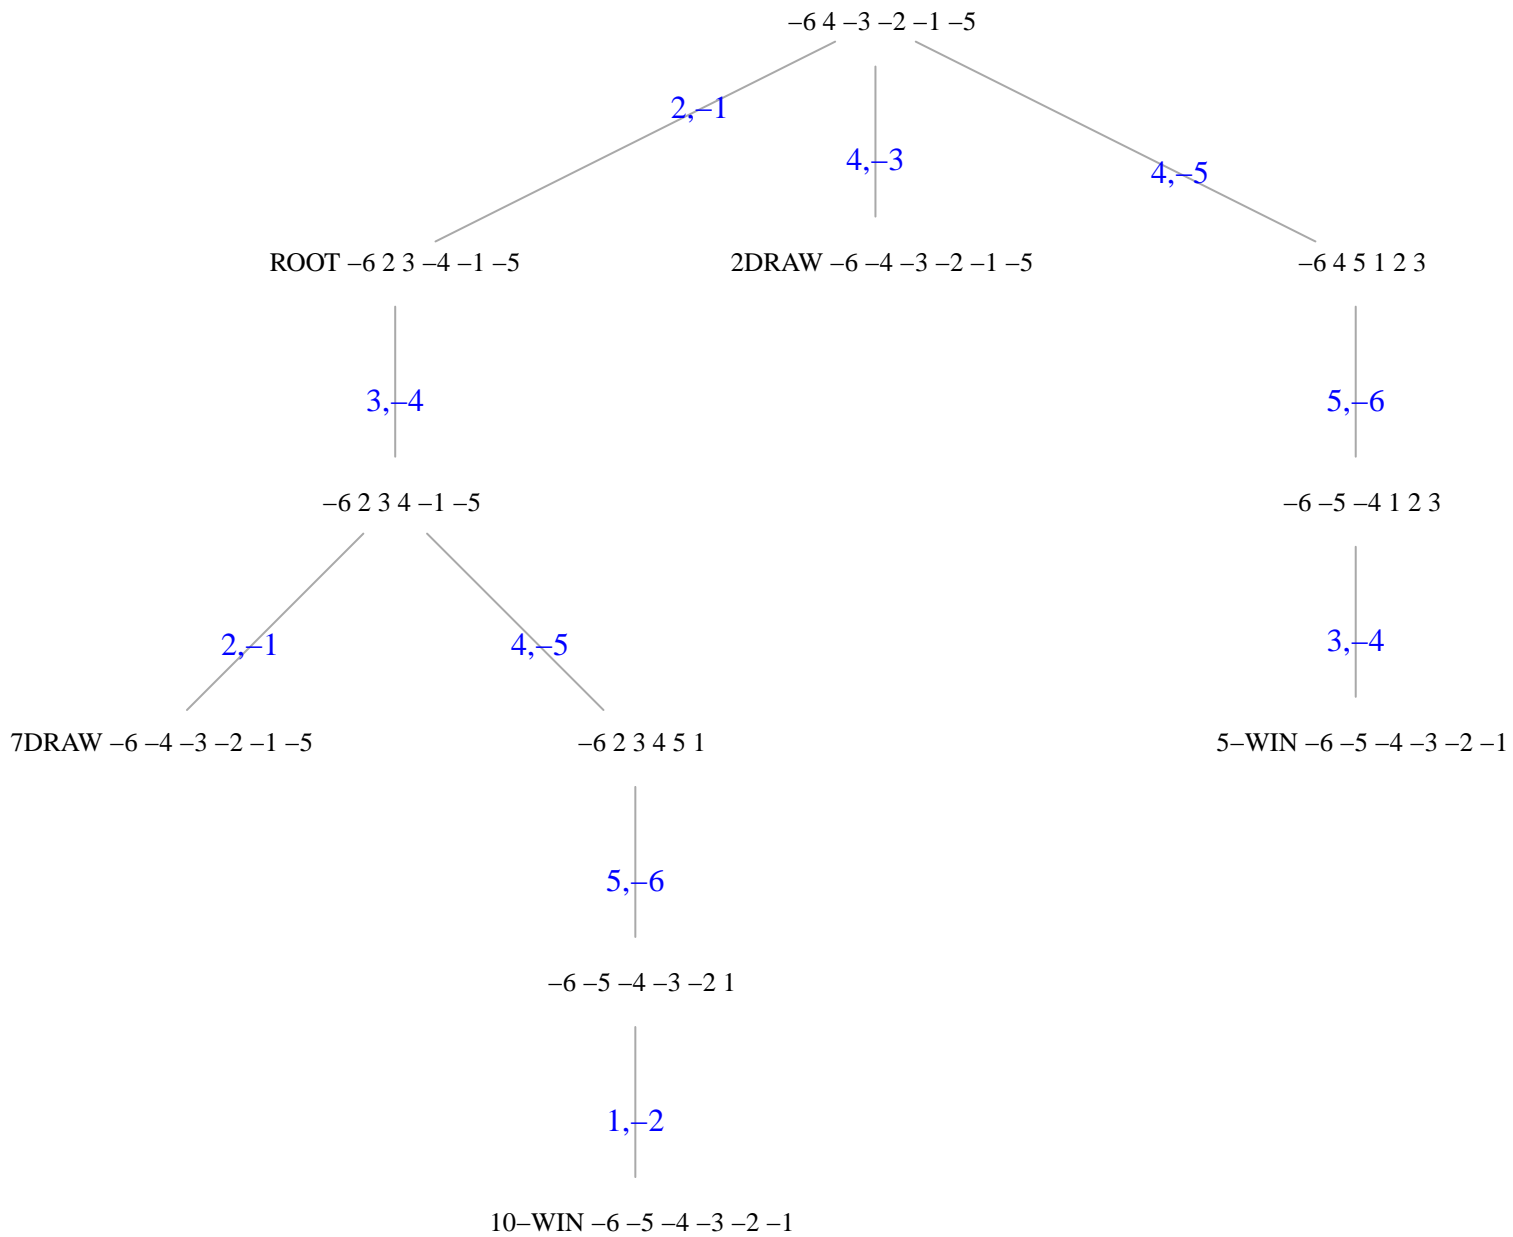 –6 4 –3 –2 –1 –5
2,–1
4,–3
4,–5
ROOT –6 2 3 –4 –1 –5
2DRAW –6 –4 –3 –2 –1 –5
–6 4 5 1 2 3
3,–4
5,–6
–6 2 3 4 –1 –5
–6 –5 –4 1 2 3
2,–1
4,–5
3,–4
7DRAW –6 –4 –3 –2 –1 –5
–6 2 3 4 5 1
5–WIN –6 –5 –4 –3 –2 –1
5,–6
–6 –5 –4 –3 –2 1
1,–2
10–WIN –6 –5 –4 –3 –2 –1